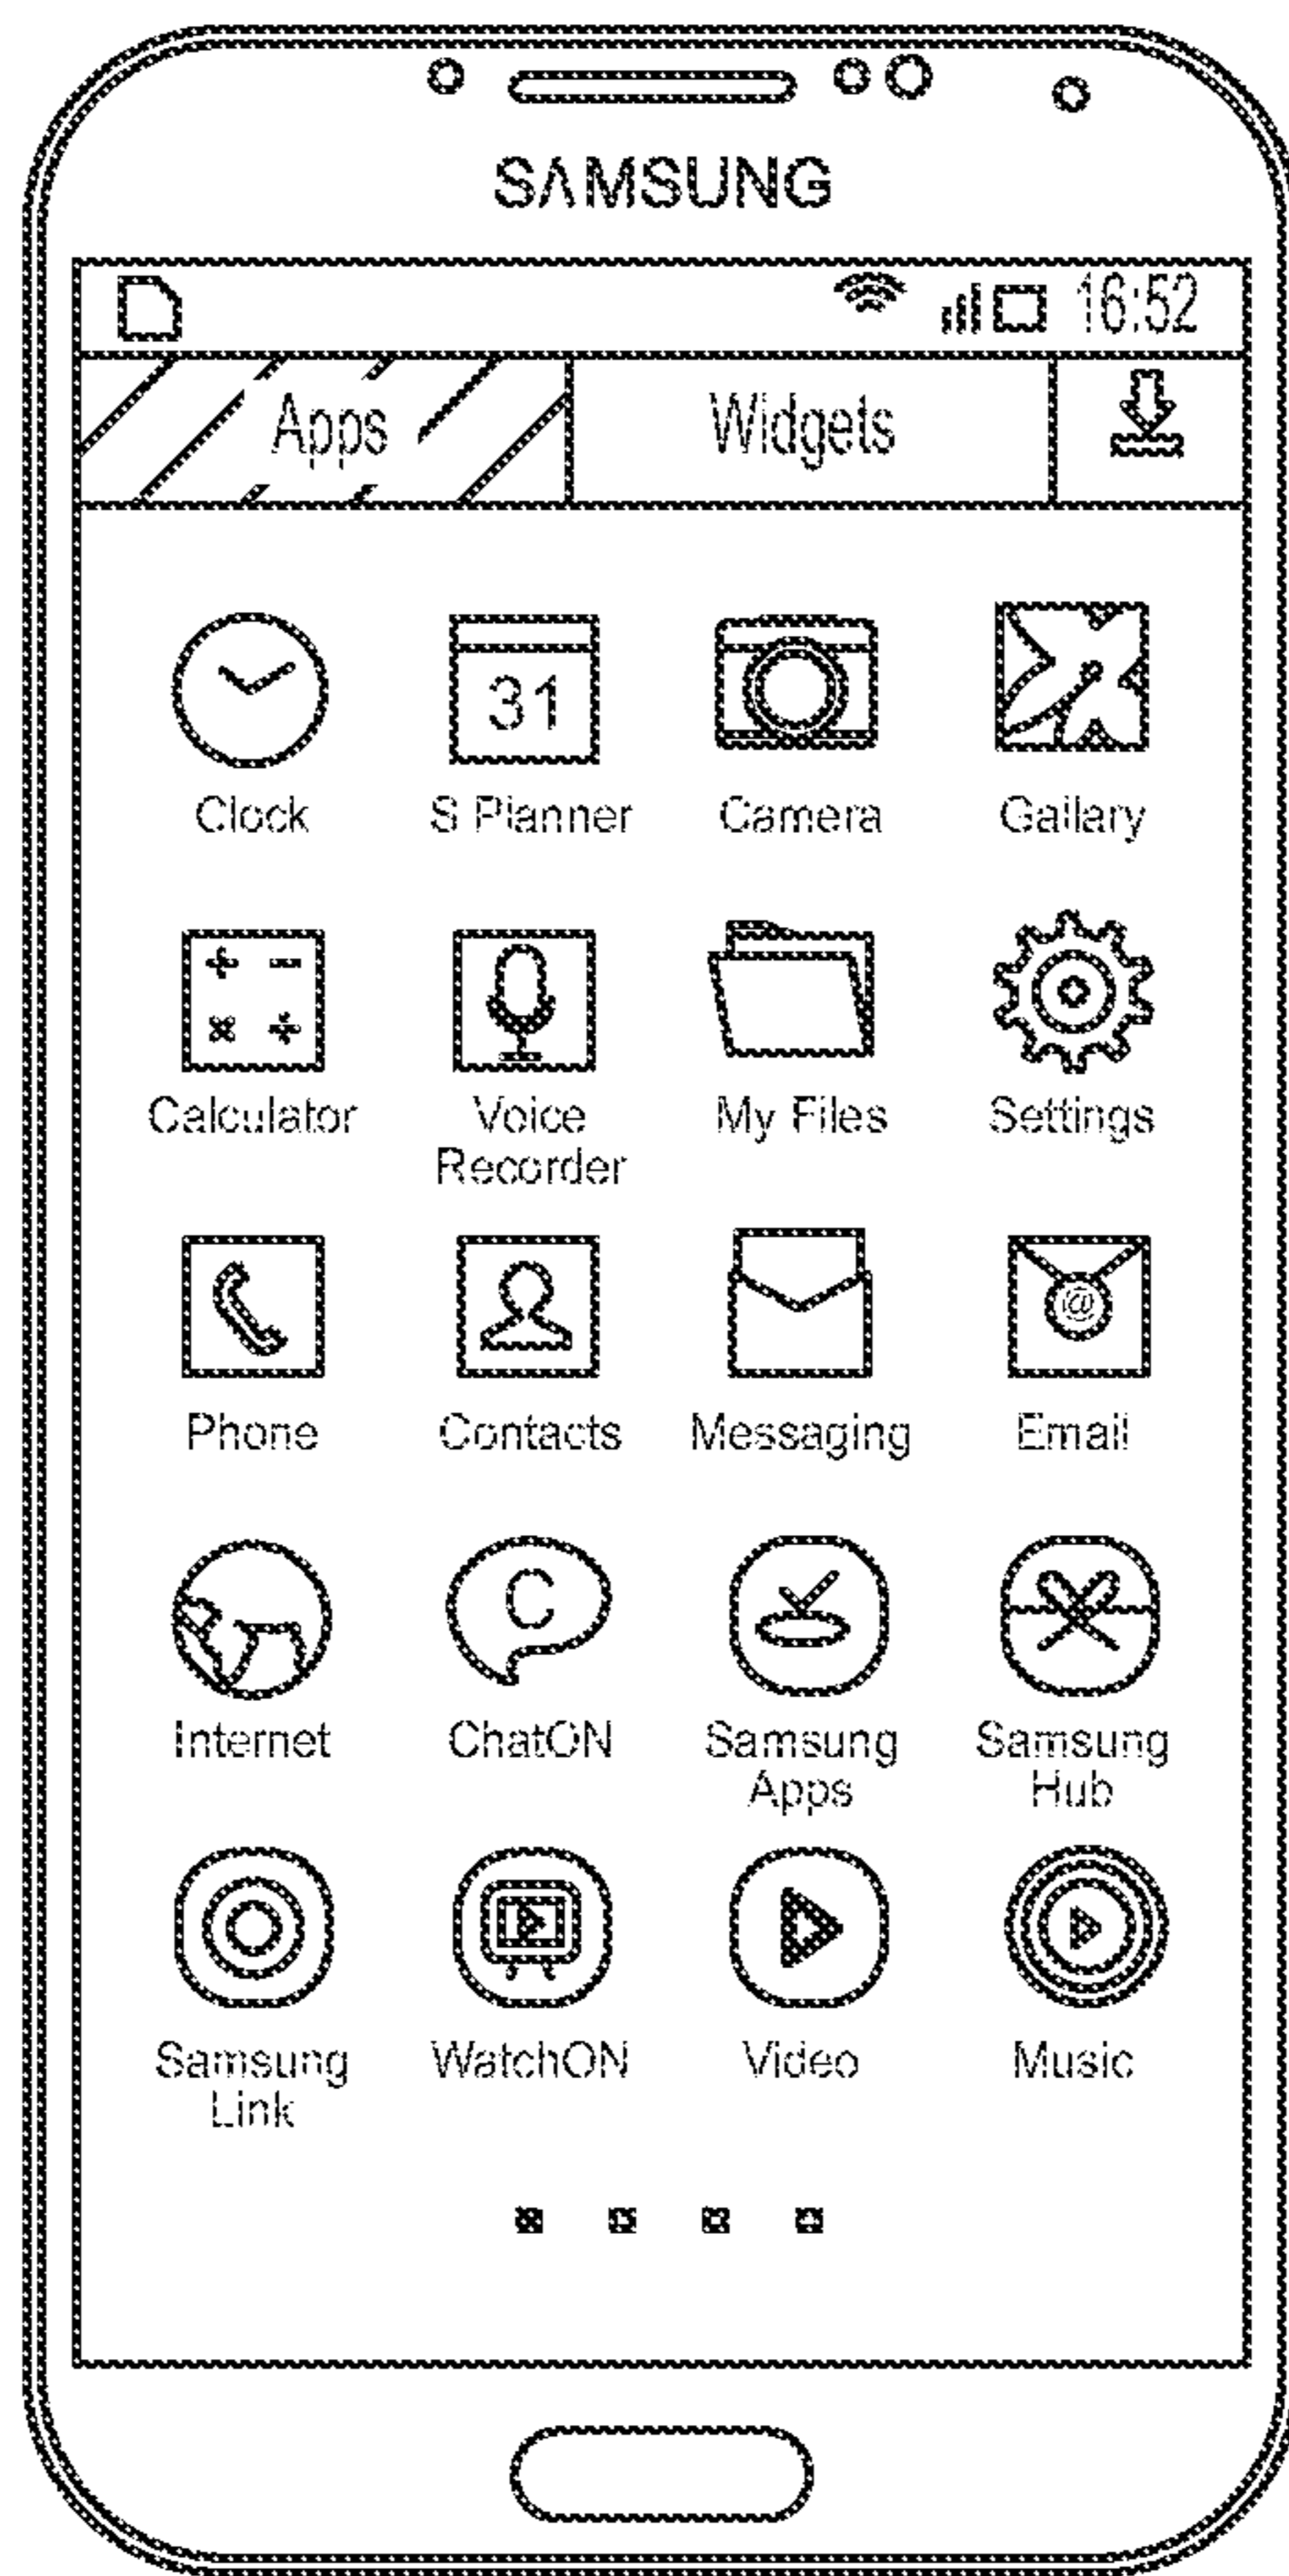 SAMSUNG
16:52
Apps Widgets
31
Clock S Planner Camera Gallary
Calculator Voice Recorder My Files Settings
@
Phone Contacts Messaging Email
C
Internet ChatON Samsung Apps Samsung Hub
Samsung Link WatchON Video Music